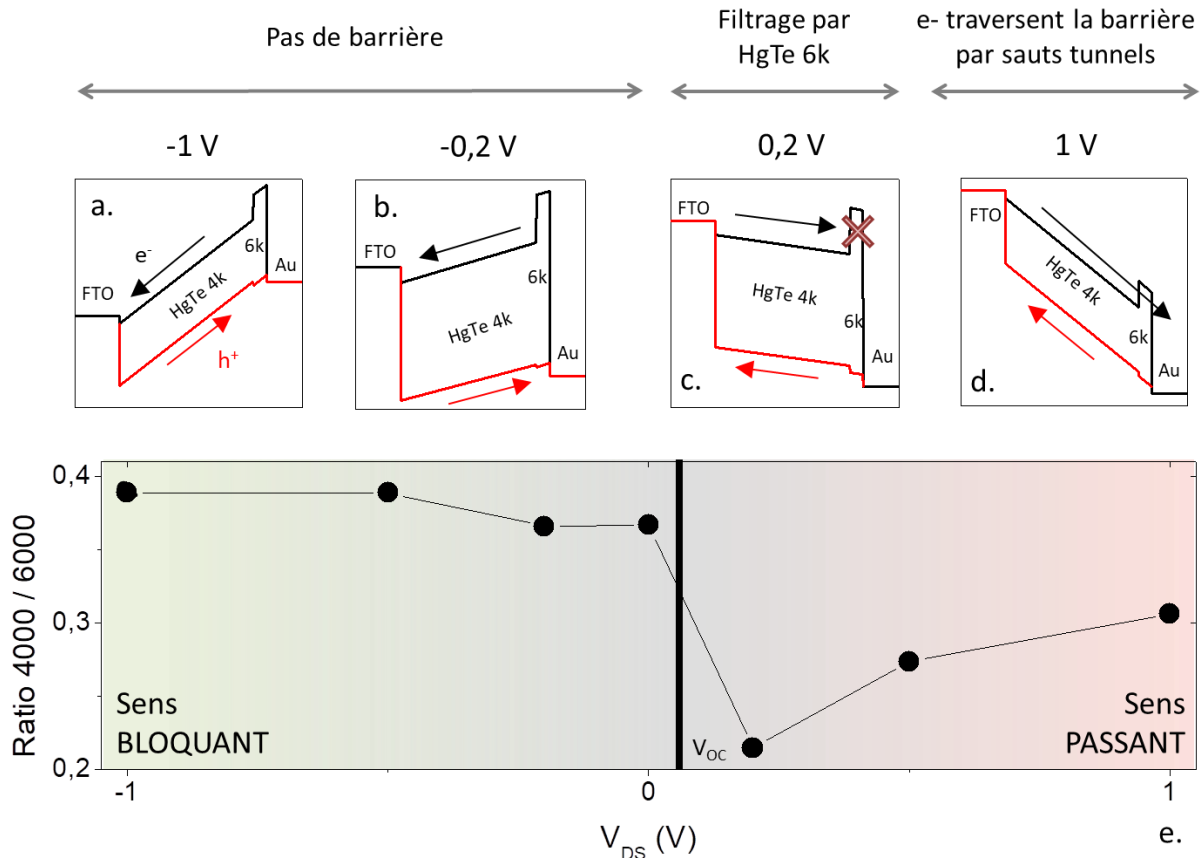 Pas de barrière
Filtrage par
HgTe 6k
e- traversent la barrière
par sauts tunnels
-1 V
-0,2 V
0,2 V
1 V
a.
e-
FTO
HgTe 4k
h+
6k
Au
b.
FTO
HgTe 4k
6k
Au
FTO
HgTe 4k
6k
Au
c.
FTO
HgTe 4k
6k
Au
d.
0,4
0,3
0,2
Ratio 4000 / 6000
Sens
BLOQUANT
VOC
Sens
PASSANT
-1
0
1
VDS (V)
e.